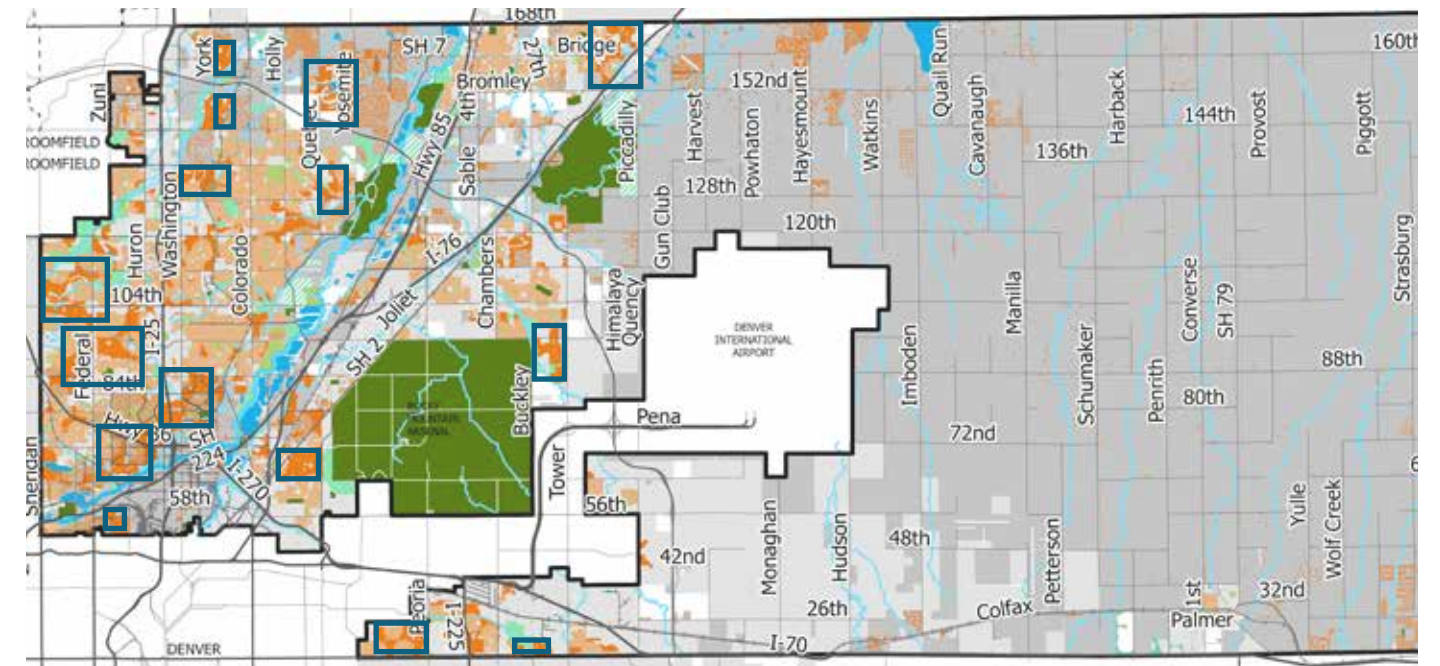 168th
York
Holly
SH 7
27th
Bridge
Quail Run
160th
Zuni
Quebec
Yosemite
Bromley
4th
Hwy 85
152nd
Piccadilly
Harvest
Powhaton
Hayesmount
Watkins
Cavanaugh
Harback
144th
Provost
Piggott
ROOMFIELD
ROOMFIELD
136th
Sable
128th
Washington
Huron
Gun Club
120th
I-76
Colorado
Chambers
Strasburg
104th
Joliet
Himalaya
Quency
Manilla
Converse
SH 79
I-25
Federal
DENVER
INTERNATIONAL
AIRPORT
SH 2
Imboden
Schumaker
Penrith
88th
84th
Buckley
80th
Hwy 36
SH
224
Pena
72nd
Sheridan
I-270
Tower
58th
56th
Yulle
Wolf Creek
Monaghan
Hudson
48th
42nd
Petterson
Peoria
I-225
26th
Colfax
1st
32nd
Palmer
I-70
DENVER